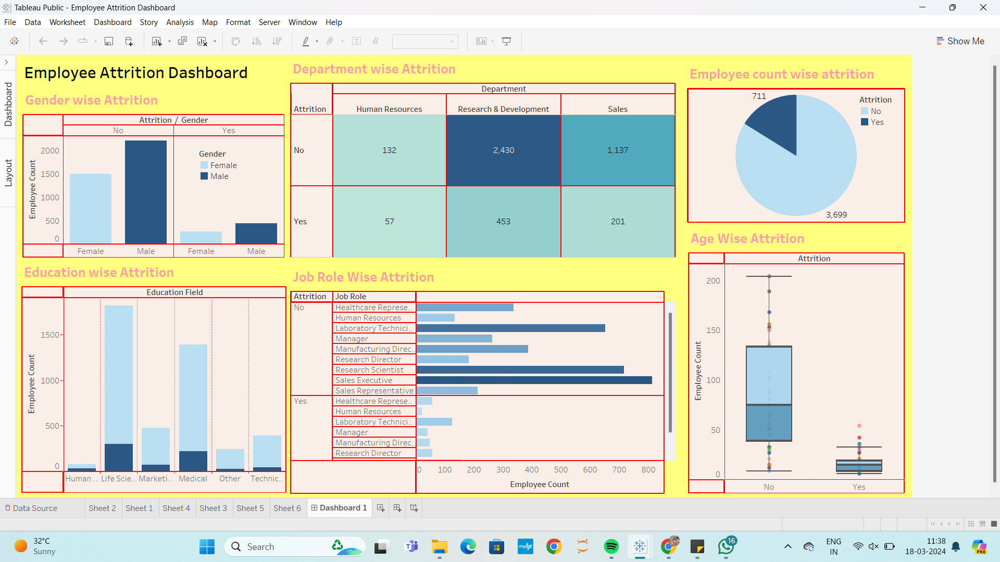 Tableau Public - Employee Attrition Dashboard
File Data Worksheet Dashboard Story Analysis Map Format Server Window Help
Show Me
Dashboard
Layout
Employee Attrition Dashboard
Gender wise Attrition
Attrition / Gender
No Yes
Employee Count
2000
1500
1000
500
0
Gender
Female
Male
Female Male Female Male
Department wise Attrition
Department
Attrition Human Resources Research & Development Sales
No 132 2,430 1,137
Yes 57 453 201
Employee count wise attrition
711
3,699
Attrition
No
Yes
Education wise Attrition
Education Field
Employee Count
1500
1000
500
0
Human .. Life Scie.. Marketi.. Medical Other Technic..
Job Role Wise Attrition
Attrition Job Role
No Healthcare Represe..
Human Resources
Laboratory Technici..
Manager
Manufacturing Direc..
Research Director
Research Scientist
Sales Executive
Sales Representative
Yes Healthcare Represe..
Human Resources
Laboratory Technici..
Manager
Manufacturing Direc..
Research Director
0 100 200 300 400 500 600 700 800
Employee Count
Age Wise Attrition
Attrition
Employee Count
200
150
100
50
0
No Yes
Data Source Sheet 2 Sheet 1 Sheet 4 Sheet 3 Sheet 5 Sheet 6 Dashboard 1
32°C
Sunny
Search
myhp
16
ENG
IN
11:38
18-03-2024
PRE